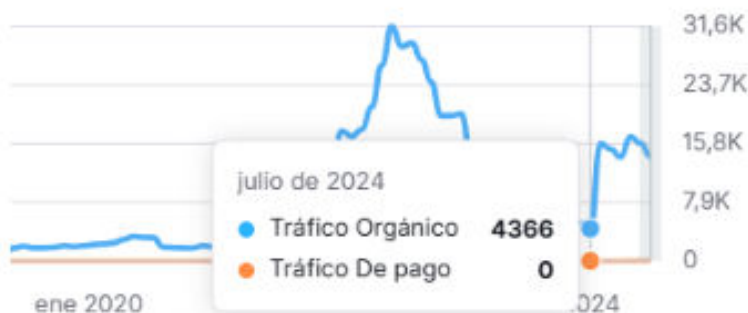 31,6K
23,7K
15,8K
7,9K
0
julio de 2024
Tráfico Orgánico 4366
Tráfico De pago 0
ene 2020